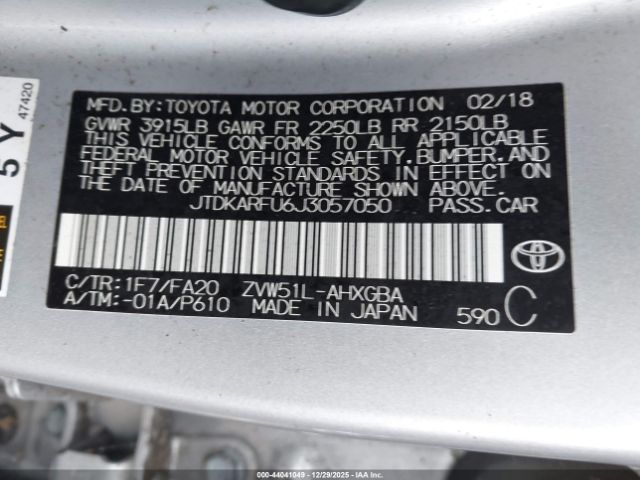 MFD.BY:TOYOTA MOTOR CORPORATION 02/18
GVWR 3915LB GAWR FR 2250LB RR 2150LB
THIS VEHICLE CONFORMS TO ALL APPLICABLE
FEDERAL MOTOR VEHICLE SAFETY,BUMPER,AND
THEFT PREVENTION STANDARDS IN EFFECT ON
THE DATE OF MANUFACTURE SHOWN ABOVE.
JTDKARFU6J3057050 PASS.CAR
C/TR:1F7/FA20 ZVW51L-AHXGBA
A/TM:-01A/P610 MADE IN JAPAN 590 C
TOYOTA
5 Y
47420
000-44041049 - 12/29/2025 - IAAI.COM